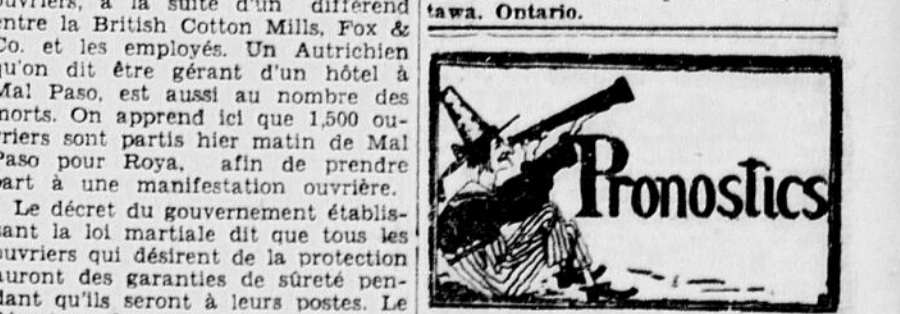 ouvriers, à la suite d'un différend
entre la British Cotton Mills, Fox &
Co. et les employés. Un Autrichien
qu'on dit être gérant d'un hôtel à
Mal Paso, est aussi au nombre des
morts. On apprend ici que 1,500 ou-
vriers sont partis hier matin de Mal
Paso pour Roya, afin de prendre
part à une manifestation ouvrière.
Le décret du gouvernement établis-
sant la loi martiale dit que tous les
ouvriers qui désirent de la protection
auront des garanties de sûreté pen-
dant qu'ils seront à leurs postes. Le
tawa. Ontario.
Pronostics